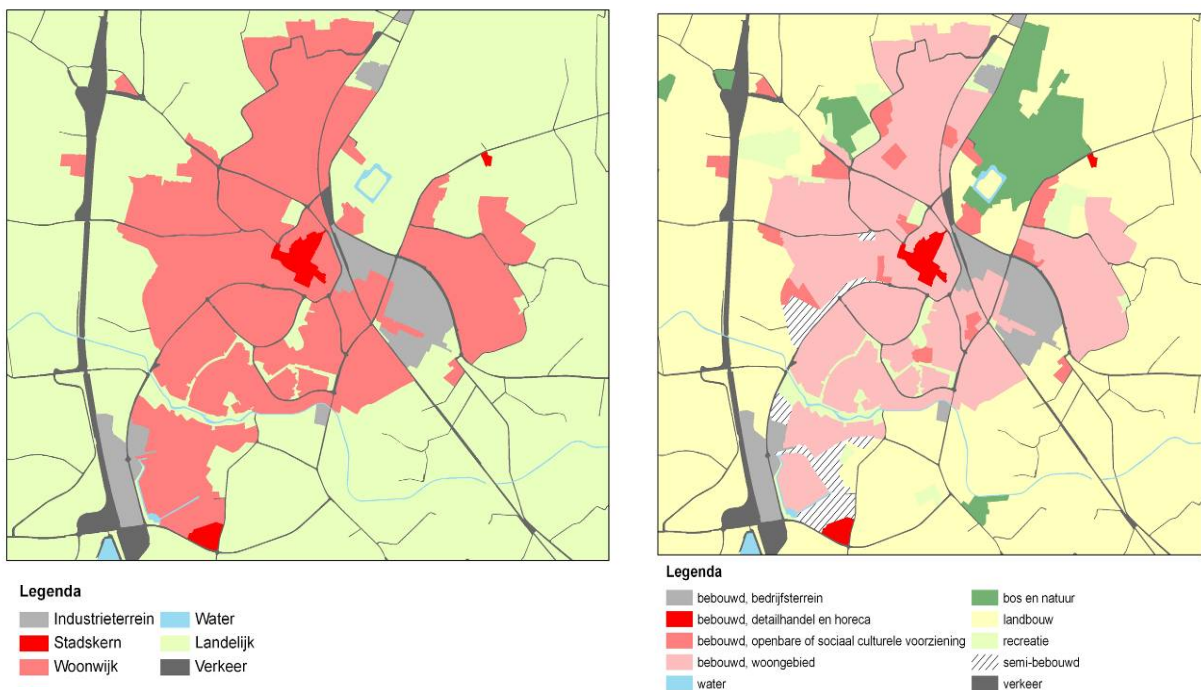 Legenda
Industrieterrein
Water
Stadskern
Landelijk
Woonwijk
Verkeer
Legenda
bebouwd, bedrijfsterrein
bos en natuur
bebouwd, detailhandel en horeca
landbouw
bebouwd, openbare of sociaal culturele voorziening
recreatie
bebouwd, woongebied
semi-bebouwd
water
verkeer